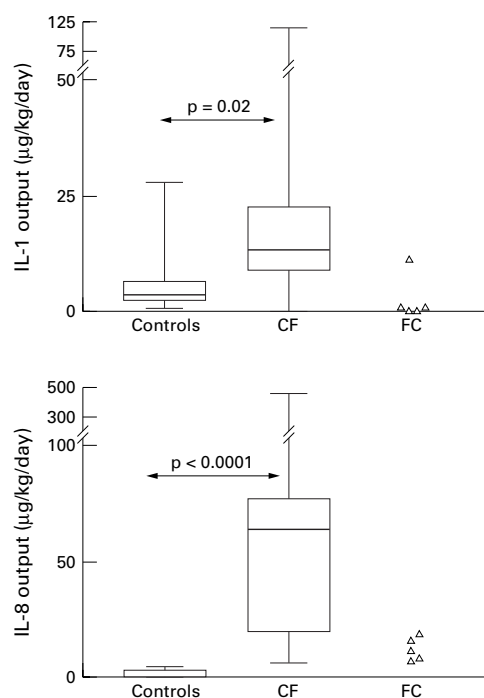 IL-1 output (µg/kg/day)
125
75
50
25
0
p = 0.02
Controls
CF
FC
IL-8 output (µg/kg/day)
500
300
100
50
0
p < 0.0001
Controls
CF
FC